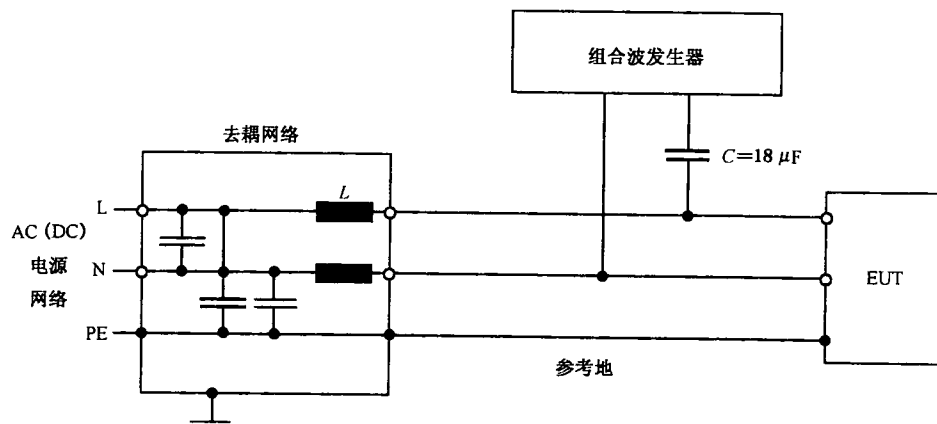 组合波发生器
去耦网络
C=18 μF
L
L
AC (DC)
电源
网络
N
EUT
PE
参考地